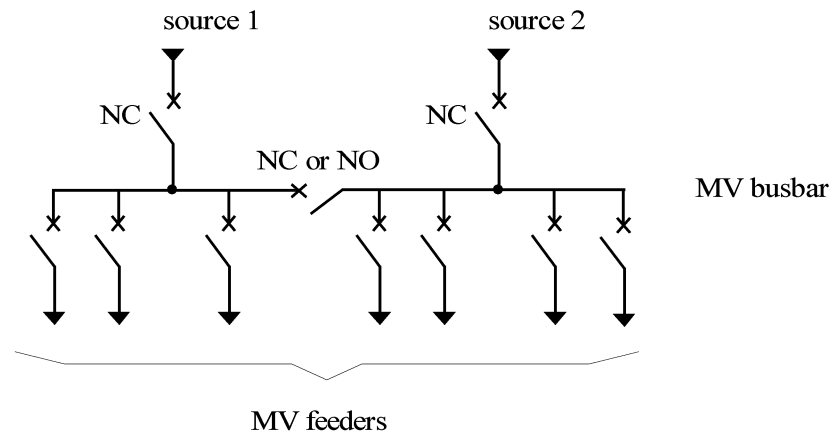 source 1
source 2
NC
NC
NC or NO
MV busbar
MV feeders